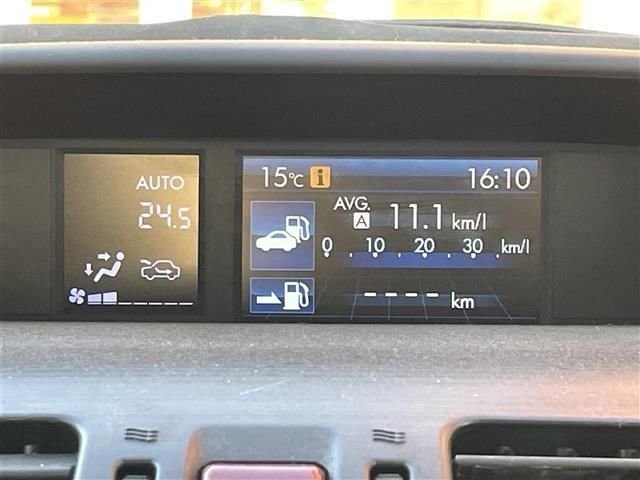 AUTO
24.5
15℃ i 16:10
AVG.
A 11.1 km/l
0 10 20 30 km/l
---- km